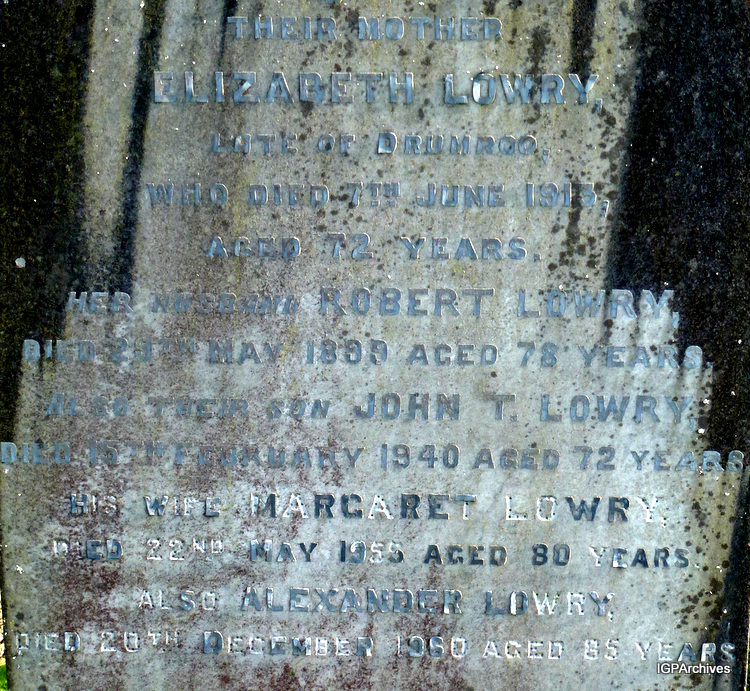 THEIR MOTHER
ELIZABETH LOWRY,
LATE OF DRUMROO,
WHO DIED 7TH JUNE 1915,
AGED 72 YEARS.
HER HUSBAND ROBERT LOWRY,
DIED MAY 1899 AGED 78 YEARS.
ALSO THEIR SON JOHN T. LOWRY,
DIED 15TH FEBRUARY 1940 AGED 72 YEARS
HIS WIFE MARGARET LOWRY,
DIED 22ND MAY 1955 AGED 80 YEARS.
ALSO ALEXANDER LOWRY,
DIED 20TH DECEMBER 1960 AGED 85 YEARS
IGPArchives